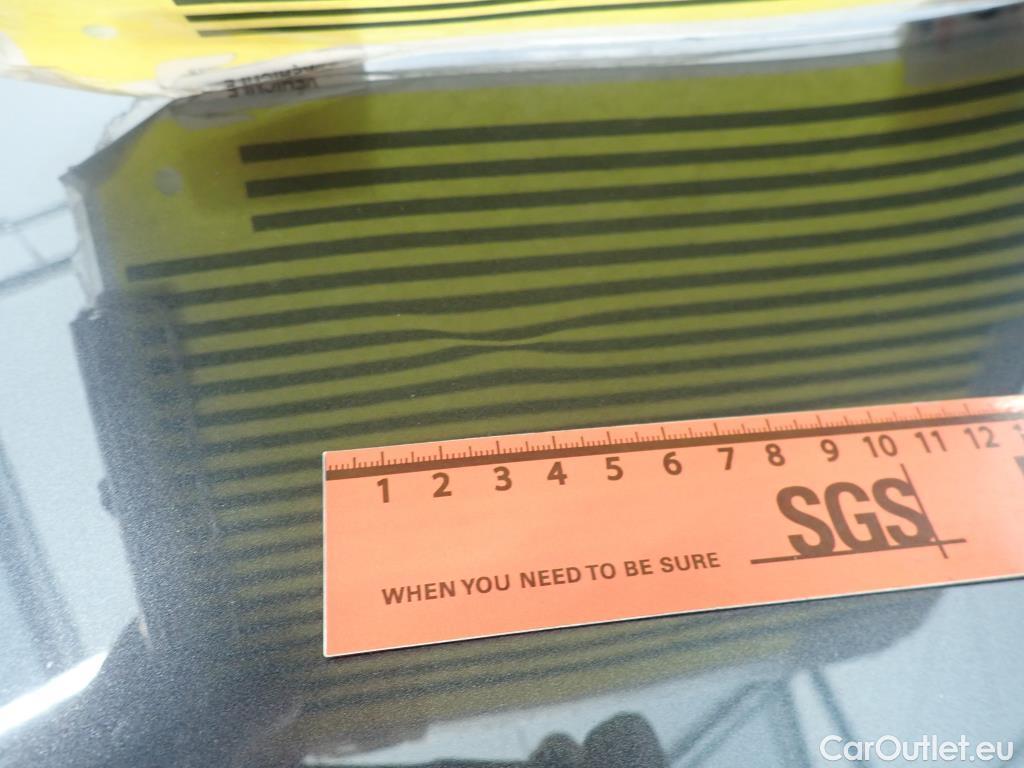 1 2 3 4 5 6 7 8 9 10 11 12
SGS
WHEN YOU NEED TO BE SURE
CarOutlet.eu